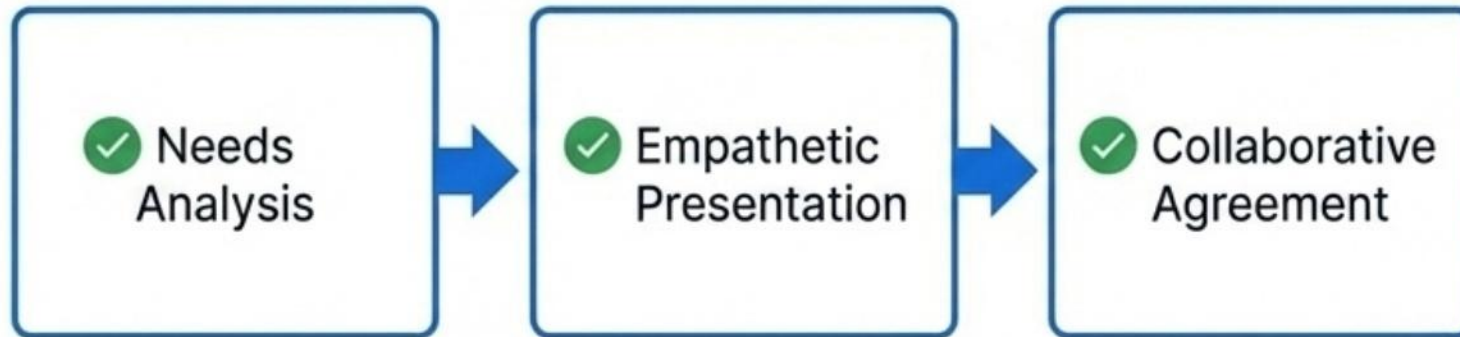 Needs
Analysis
Empathetic
Presentation
Collaborative
Agreement